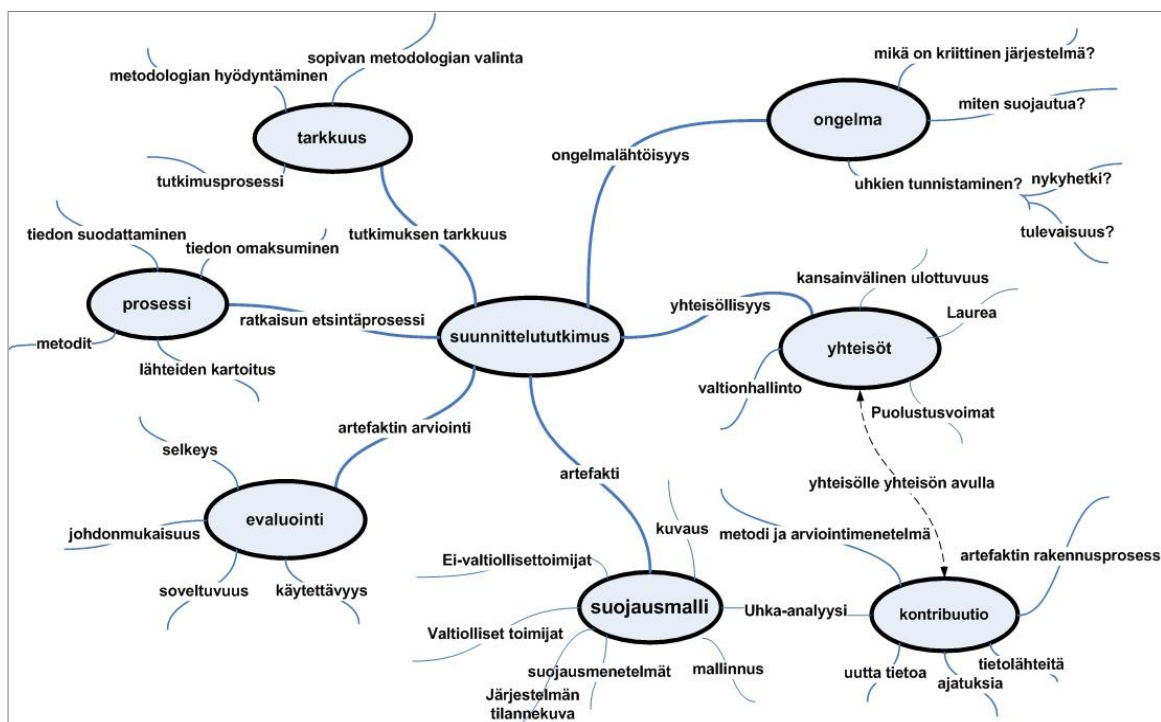 sopivan metodologian valinta
metodologian hyödyntäminen
tarkkuus
tutkimusprosessi
tutkimuksen tarkkuus
mikä on kriittinen järjestelmä?
miten suojautua?
ongelma
ongelmalähtöisyys
uhkien tunnistaminen?
nykyhetki?
tulevaisuus?
tiedon suodattaminen
tiedon omaksuminen
prosessi
ratkaisun etsintäprosessi
metodit
lähteiden kartoitus
suunnittelututkimus
yhteisöllisyys
kansainvälinen ulottuvuus
Laurea
yhteisöt
valtionhallinto
Puolustusvoimat
artefaktin arviointi
selkeys
evaluointi
johdonmukaisuus
soveltuvuus
käytettävyys
artefakti
yhteisölle yhteisön avulla
kuvaus
Ei-valtiollisettoimijat
suojausmalli
Valtiolliset toimijat
suojausmenetelmät
Järjestelmän
tilannekuva
mallinnus
Uhka-analyysi
metodi ja arviointimenetelmä
artefaktin rakennusprosess
kontribuutio
uutta tietoa
ajatuksia
tietolähteitä